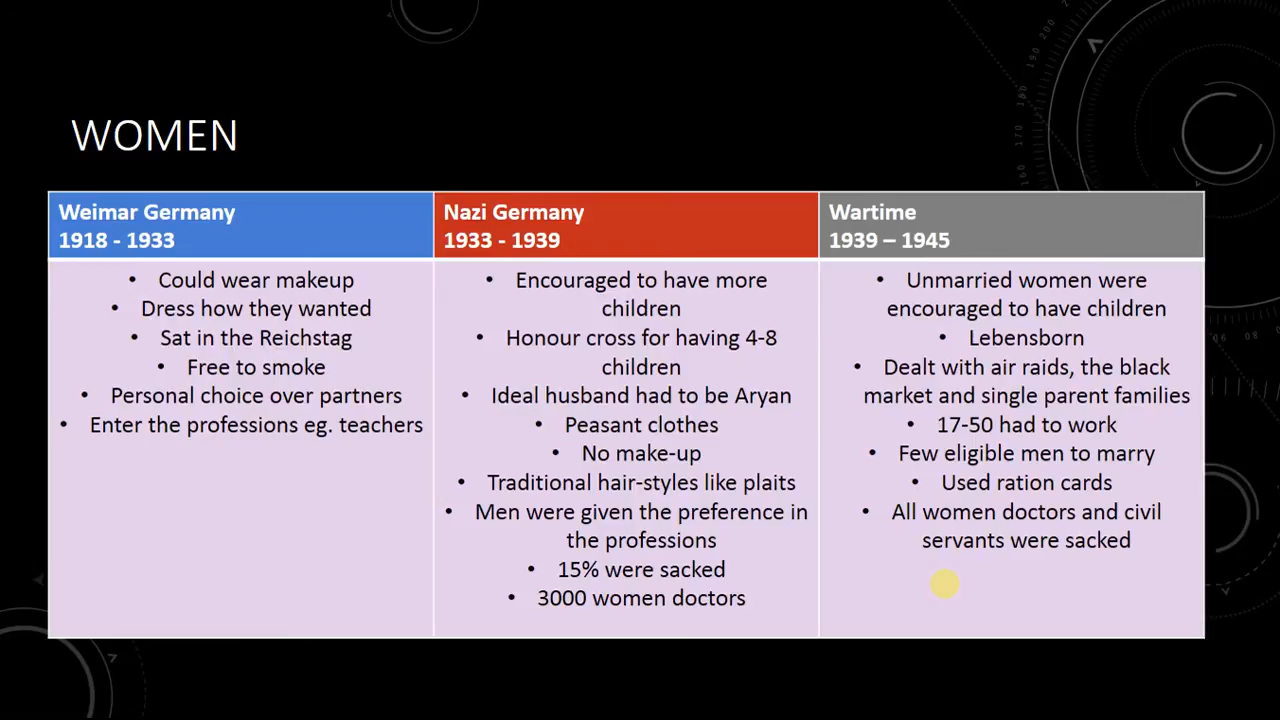 WOMEN
Weimar Germany
1918 - 1933
• Could wear makeup
• Dress how they wanted
• Sat in the Reichstag
• Free to smoke
• Personal choice over partners
• Enter the professions eg. teachers
Nazi Germany
1933 - 1939
• Encouraged to have more
children
• Honour cross for having 4-8
children
• Ideal husband had to be Aryan
• Peasant clothes
• No make-up
• Traditional hair-styles like plaits
• Men were given the preference in
the professions
• 15% were sacked
• 3000 women doctors
Wartime
1939 – 1945
• Unmarried women were
encouraged to have children
• Lebensborn
• Dealt with air raids, the black
market and single parent families
• 17-50 had to work
• Few eligible men to marry
• Used ration cards
• All women doctors and civil
servants were sacked